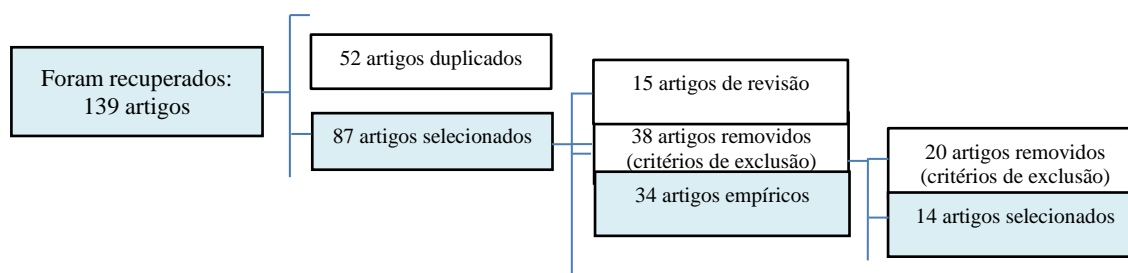 Foram recuperados:
139 artigos
52 artigos duplicados
87 artigos selecionados
15 artigos de revisão
38 artigos removidos
(critérios de exclusão)
34 artigos empíricos
20 artigos removidos
(critérios de exclusão)
14 artigos selecionados